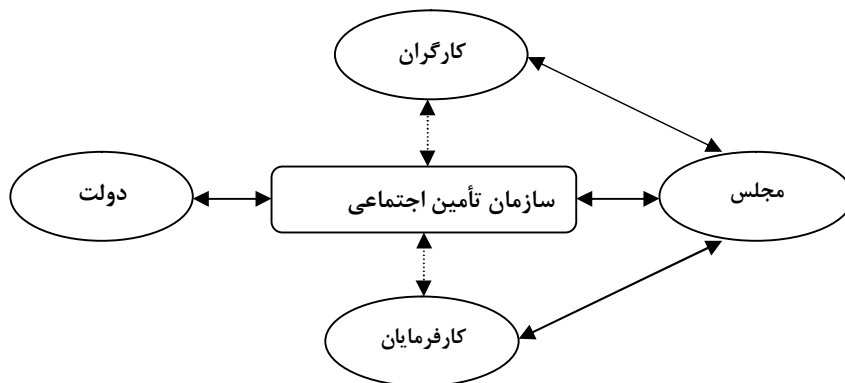 کارگران
مجلس
سازمان تأمین اجتماعی
دولت
کارفرمایان